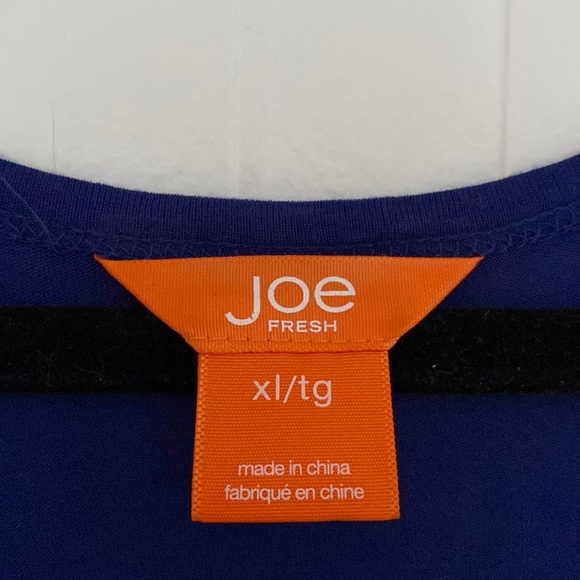 Joe
FRESH
xl/tg
made in china
fabriqué en chine